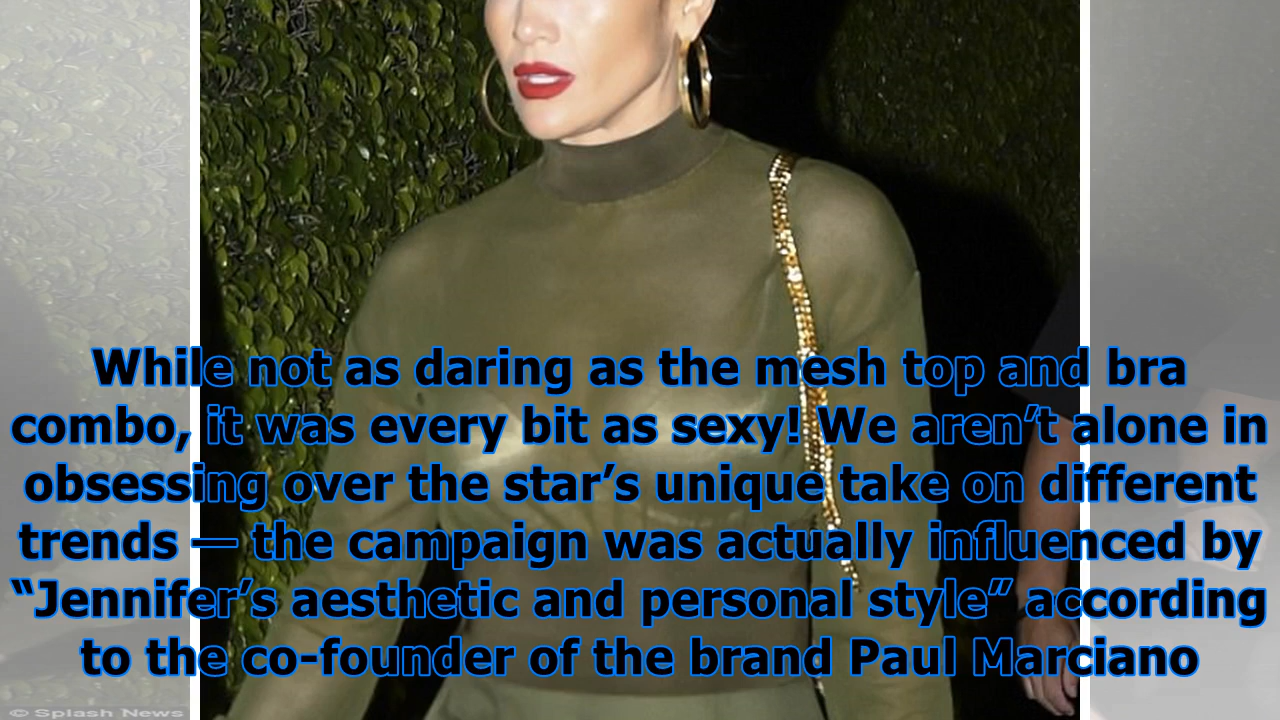 While not as daring as the mesh top and bra
combo, it was every bit as sexy! We aren’t alone in
obsessing over the star’s unique take on different
trends — the campaign was actually influenced by
“Jennifer’s aesthetic and personal style” according
to the co-founder of the brand Paul Marciano
© Splash News